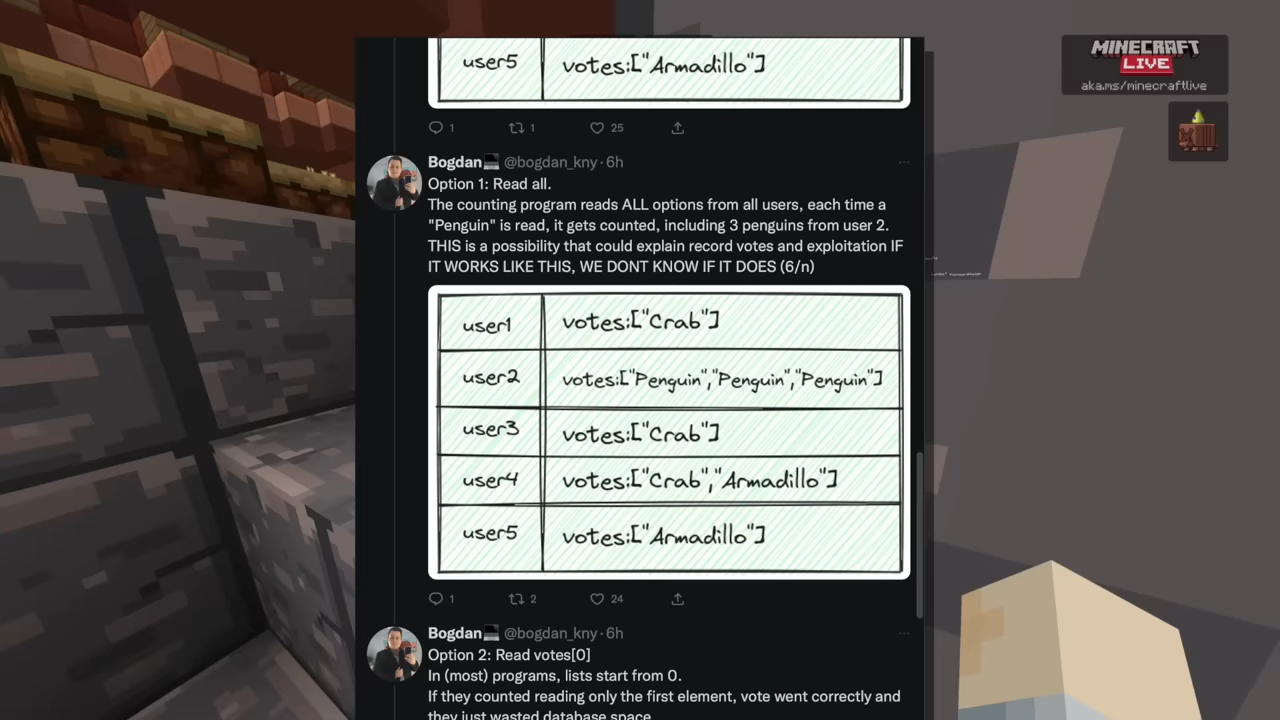 user5 votes:["Armadillo"]
1 1 25
Bogdan @bogdan_kny · 6h
Option 1: Read all.
The counting program reads ALL options from all users, each time a
"Penguin" is read, it gets counted, including 3 penguins from user 2.
THIS is a possibility that could explain record votes and exploitation IF
IT WORKS LIKE THIS, WE DONT KNOW IF IT DOES (6/n)
user1 votes:["Crab"]
user2 votes:["Penguin","Penguin","Penguin"]
user3 votes:["Crab"]
user4 votes:["Crab","Armadillo"]
user5 votes:["Armadillo"]
1 2 24
Bogdan @bogdan_kny · 6h
Option 2: Read votes[0]
In (most) programs, lists start from 0.
If they counted reading only the first element, vote went correctly and
they just wasted database space
MINECRAFT
LIVE
aka.ms/minecraftlive